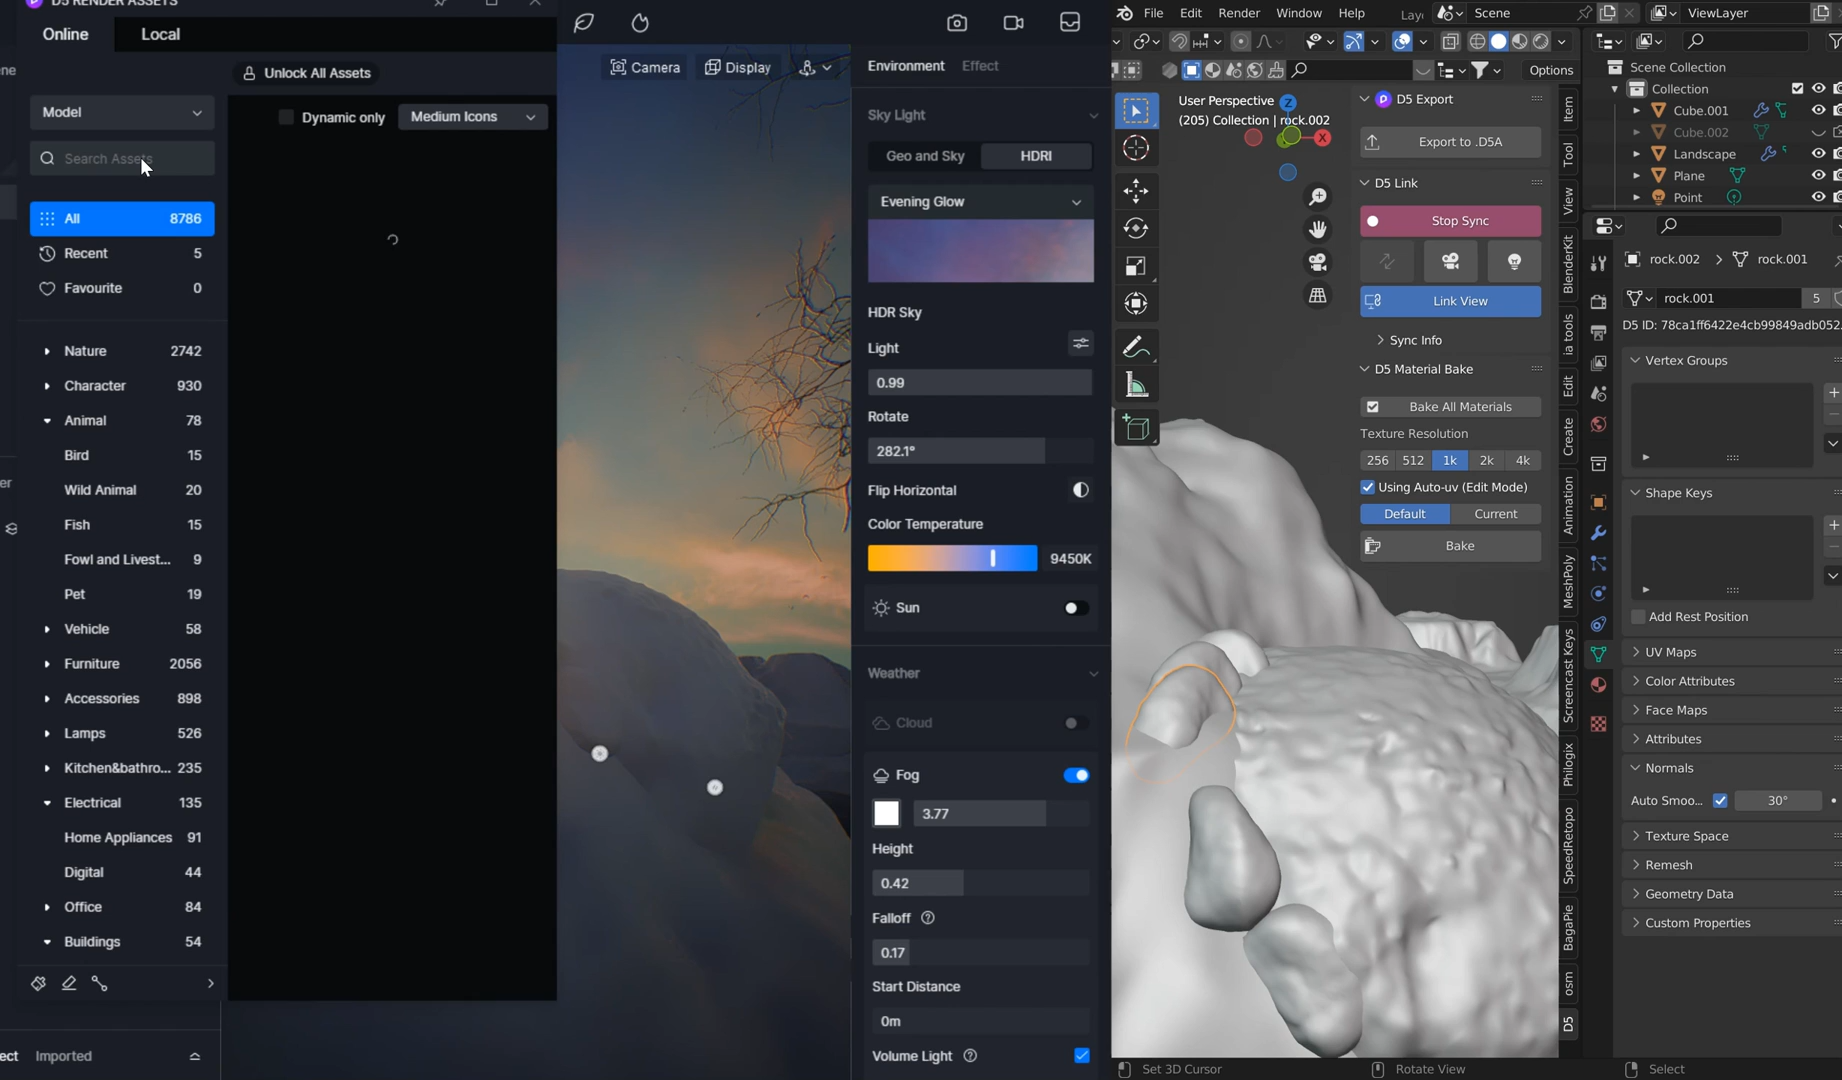 D5 RENDER ASSETS
Online
Local
Unlock All Assets
Model
Dynamic only
Medium Icons
Search Assets
All 8786
Recent 5
Favourite 0
Nature 2742
Character 930
Animal 78
Bird 15
Wild Animal 20
Fish 15
Fowl and Livest... 9
Pet 19
Vehicle 58
Furniture 2056
Accessories 898
Lamps 526
Kitchen&bathro... 235
Electrical 135
Home Appliances 91
Digital 44
Office 84
Buildings 54
ect Imported
ene
er
Camera
Display
Environment Effect
Sky Light
Geo and Sky
HDRI
Evening Glow
HDR Sky
Light
0.99
Rotate
282.1°
Flip Horizontal
Color Temperature
9450K
Sun
Weather
Cloud
Fog
3.77
Height
0.42
Falloff
0.17
Start Distance
0m
Volume Light
File Edit Render Window Help Layc
Scene
ViewLayer
Options
User Perspective
(205) Collection | rock.002
Z
X
D5 Export
Export to .D5A
D5 Link
Stop Sync
Link View
Sync Info
D5 Material Bake
Bake All Materials
Texture Resolution
256 512 1k 2k 4k
Using Auto-uv (Edit Mode)
Default Current
Bake
Item
Tool
View
BlenderKit
ia tools
Edit
Create
Animation
MeshPoly
Screencast Keys
Philogix
SpeedRetopo
BagaPie
osm
D5
Scene Collection
Collection
Cube.001
Cube.002
Landscape
Plane
Point
rock.002 > rock.001
rock.001 5
D5 ID: 78ca1ff6422e4cb99849adb052.
Vertex Groups
Shape Keys
Add Rest Position
UV Maps
Color Attributes
Face Maps
Attributes
Normals
Auto Smoo... 30°
Texture Space
Remesh
Geometry Data
Custom Properties
Set 3D Cursor
Rotate View
Select